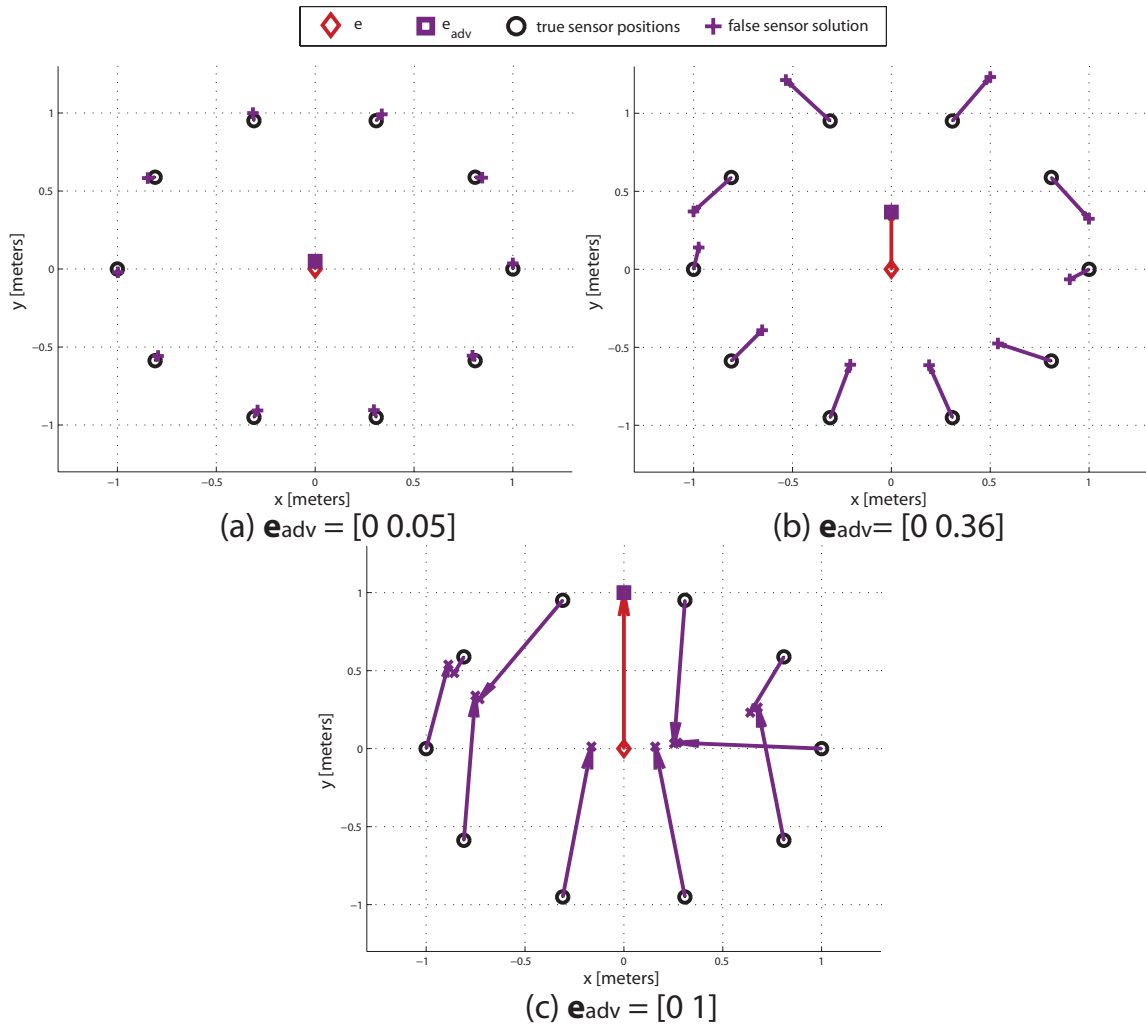 e
e_adv
true sensor positions
false sensor solution
1
0.5
0
−0.5
−1
y [meters]
−1
−0.5
0
0.5
1
x [meters]
(a) e_adv = [0 0.05]
1
0.5
0
−0.5
−1
y [meters]
−1
−0.5
0
0.5
1
x [meters]
(b) e_adv= [0 0.36]
1
0.5
0
−0.5
−1
y [meters]
−1
−0.5
0
0.5
1
x [meters]
(c) e_adv = [0 1]